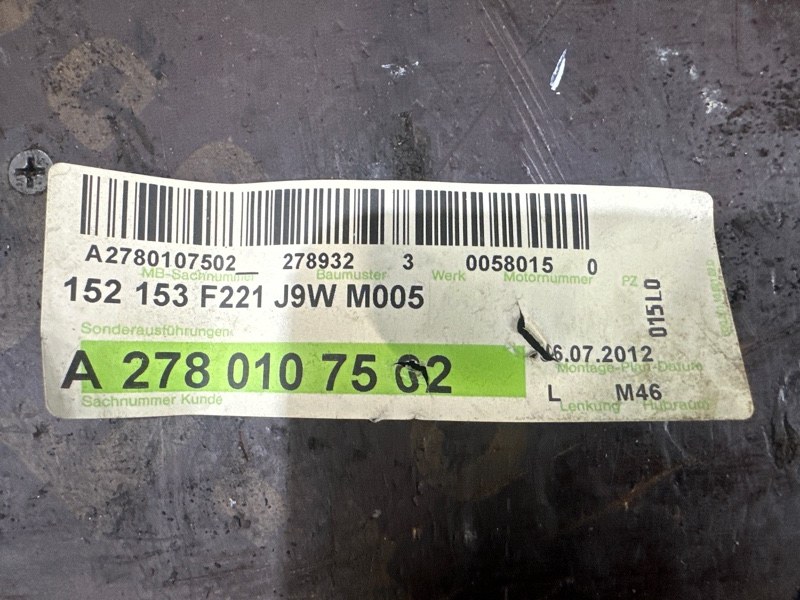 A2780107502 278932 3 0058015 0
MB-Sachnummer Baumuster Werk Motornummer PZ
152 153 F221 J9W M005
015L0
Sonderausführungen
A 278 010 75 02 16.07.2012
Montage-Plan-Datum
Sachnummer Kunde
L M46
Lenkung Hubraum